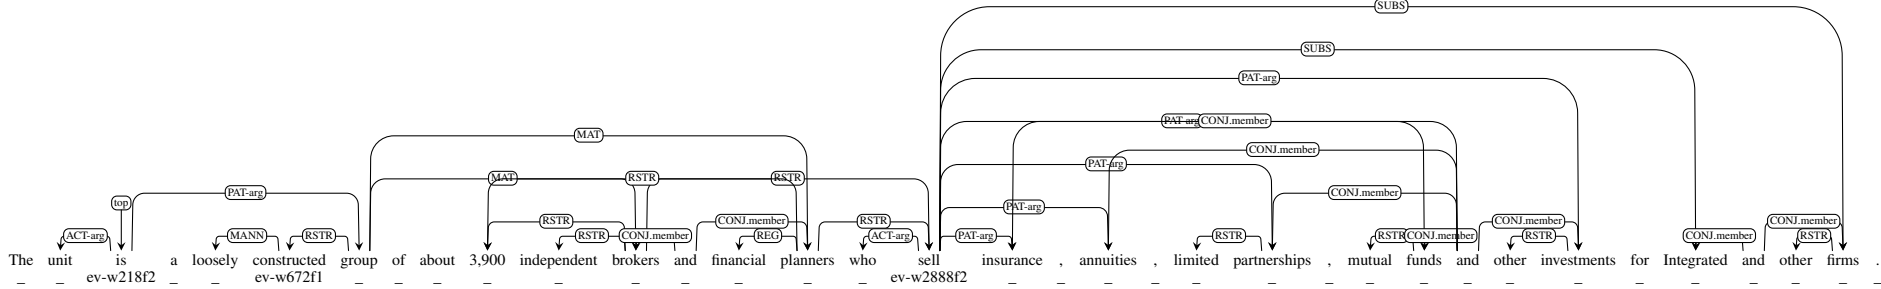 SUBS
SUBS
PAT-arg
PAT-arg CONJ.member
MAT
CONJ.member
PAT-arg
MAT RSTR RSTR
PAT-arg CONJ.member
top
PAT-arg
RSTR CONJ.member RSTR CONJ.member CONJ.member
ACT-arg MANN RSTR RSTR CONJ.member REG ACT-arg PAT-arg RSTR RSTR CONJ.member RSTR CONJ.member RSTR
The unit is a loosely constructed group of about 3,900 independent brokers and financial planners who sell insurance , annuities , limited partnerships , mutual funds and other investments for Integrated and other firms .
_ _ ev-w218f2 _ _ ev-w672f1 _ _ _ _ _ _ _ _ _ _ ev-w2888f2 _ _ _ _ _ _ _ _ _ _ _ _ _ _ _ _ _ _